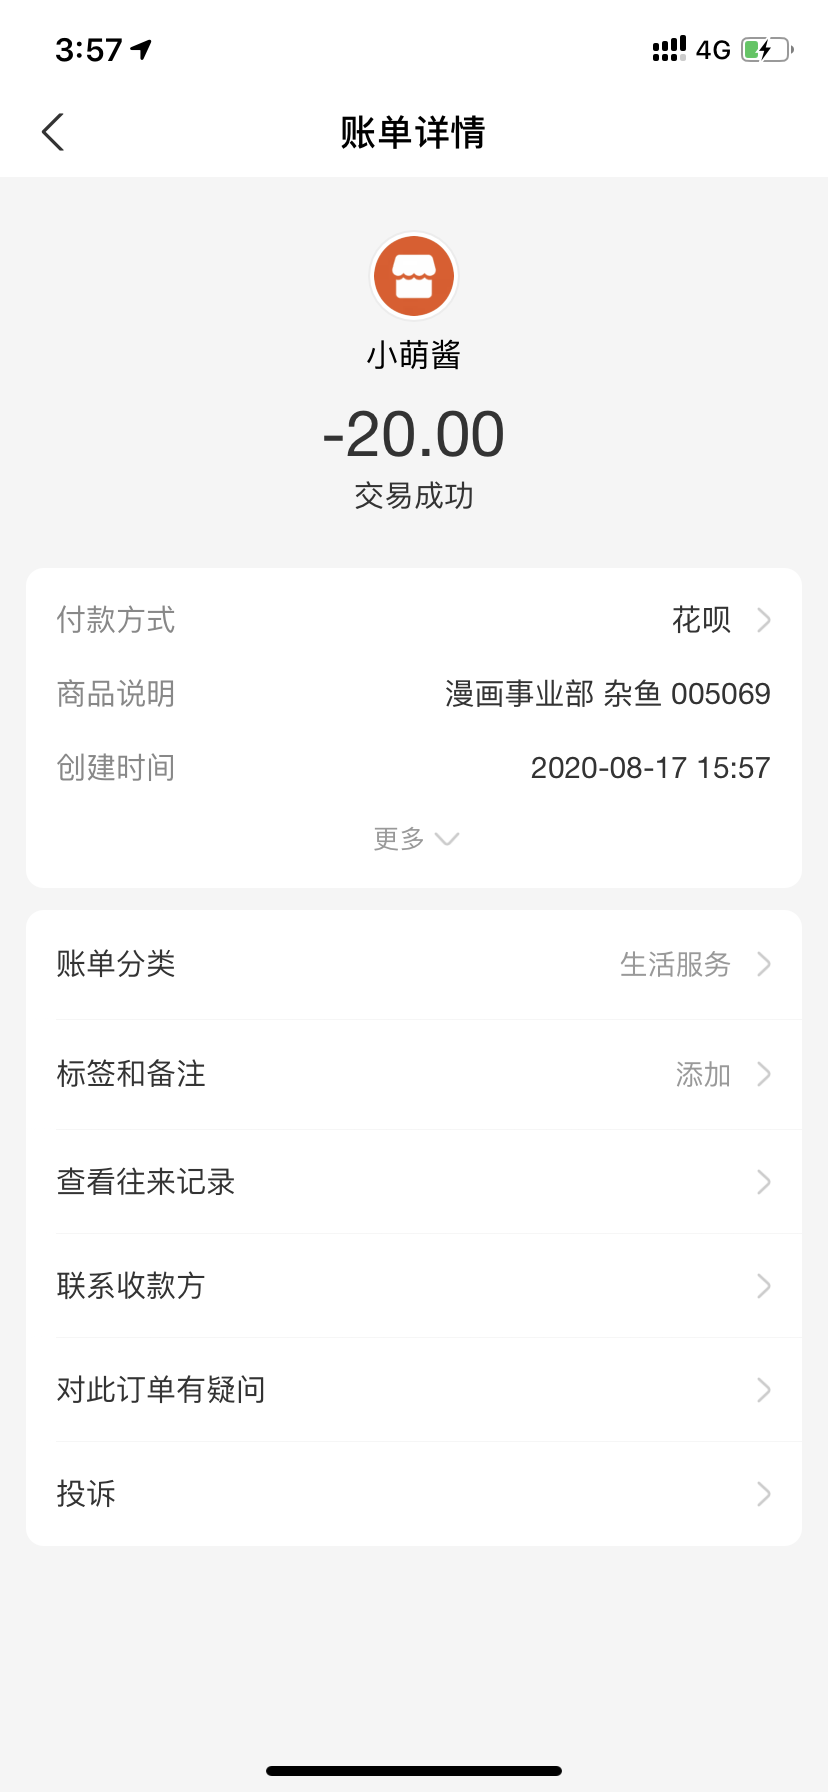 3:57 4G
账单详情
小萌酱
-20.00
交易成功
付款方式 花呗
商品说明 漫画事业部 杂鱼 005069
创建时间 2020-08-17 15:57
更多
账单分类 生活服务
标签和备注 添加
查看往来记录
联系收款方
对此订单有疑问
投诉